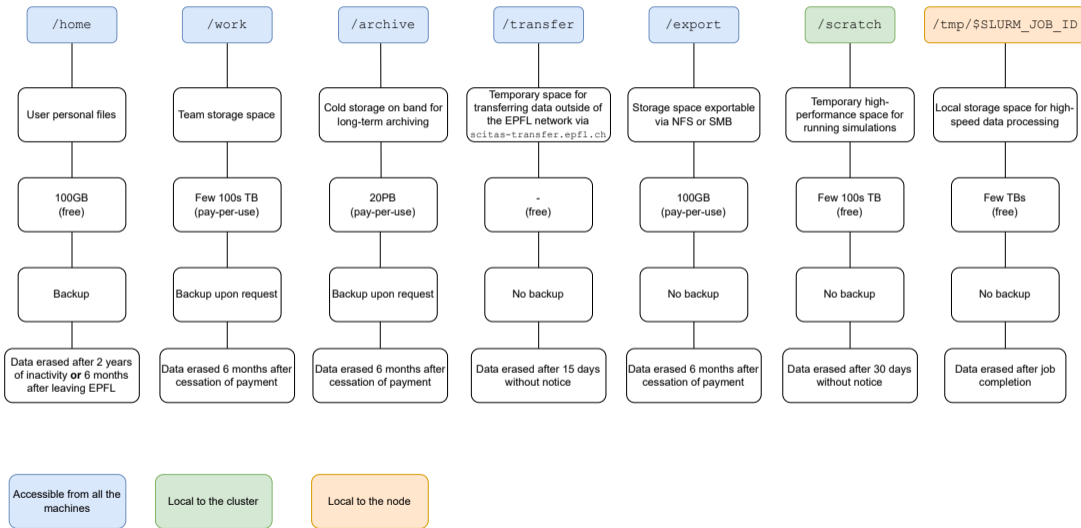 /home
/work
/archive
/transfer
/export
/scratch
/tmp/$SLURM_JOB_ID
User personal files
Team storage space
Cold storage on band for
long-term archiving
Temporary space for
transferring data outside of
the EPFL network via
scitas-transfer.epfl.ch
Storage space exportable
via NFS or SMB
Temporary high-
performance space for
running simulations
Local storage space for high-
speed data processing
100GB
(free)
Few 100s TB
(pay-per-use)
20PB
(pay-per-use)
-
(free)
100GB
(pay-per-use)
Few 100s TB
(free)
Few TBs
(free)
Backup
Backup upon request
Backup upon request
No backup
No backup
No backup
No backup
Data erased after 2 years
of inactivity or 6 months
after leaving EPFL
Data erased 6 months after
cessation of payment
Data erased 6 months after
cessation of payment
Data erased after 15 days
without notice
Data erased 6 months after
cessation of payment
Data erased after 30 days
without notice
Data erased after job
completion
Accessible from all the
machines
Local to the cluster
Local to the node